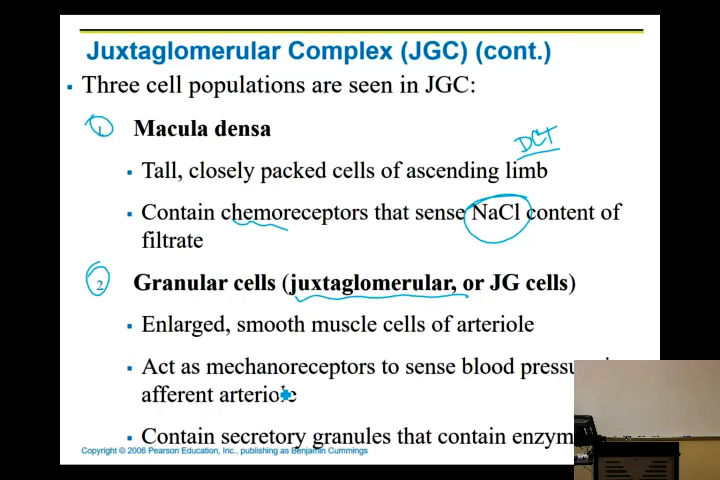 Juxtaglomerular Complex (JGC) (cont.)
▪ Three cell populations are seen in JGC:
1 Macula densa
DCT
▪ Tall, closely packed cells of ascending limb
▪ Contain chemoreceptors that sense NaCl content of
filtrate
2 Granular cells (juxtaglomerular, or JG cells)
▪ Enlarged, smooth muscle cells of arteriole
▪ Act as mechanoreceptors to sense blood
afferent arteriole
▪ Contain secretory granules that contain
Copyright © 2006 Pearson Education, Inc., publishing as Benjamin Cummings